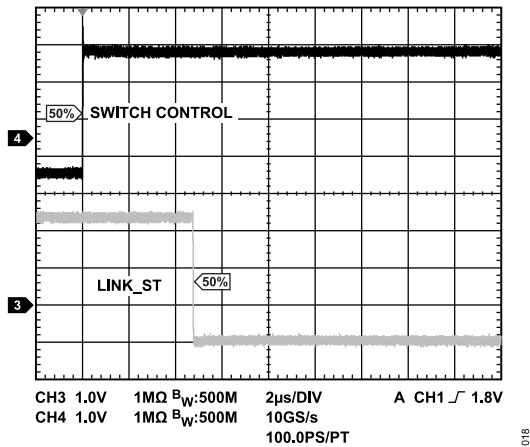 50% SWITCH CONTROL
4
LINK_ST 50%
3
CH3 1.0V 1MΩ BW:500M 2µs/DIV A CH1 1.8V
CH4 1.0V 1MΩ BW:500M 10GS/s
100.0PS/PT
018